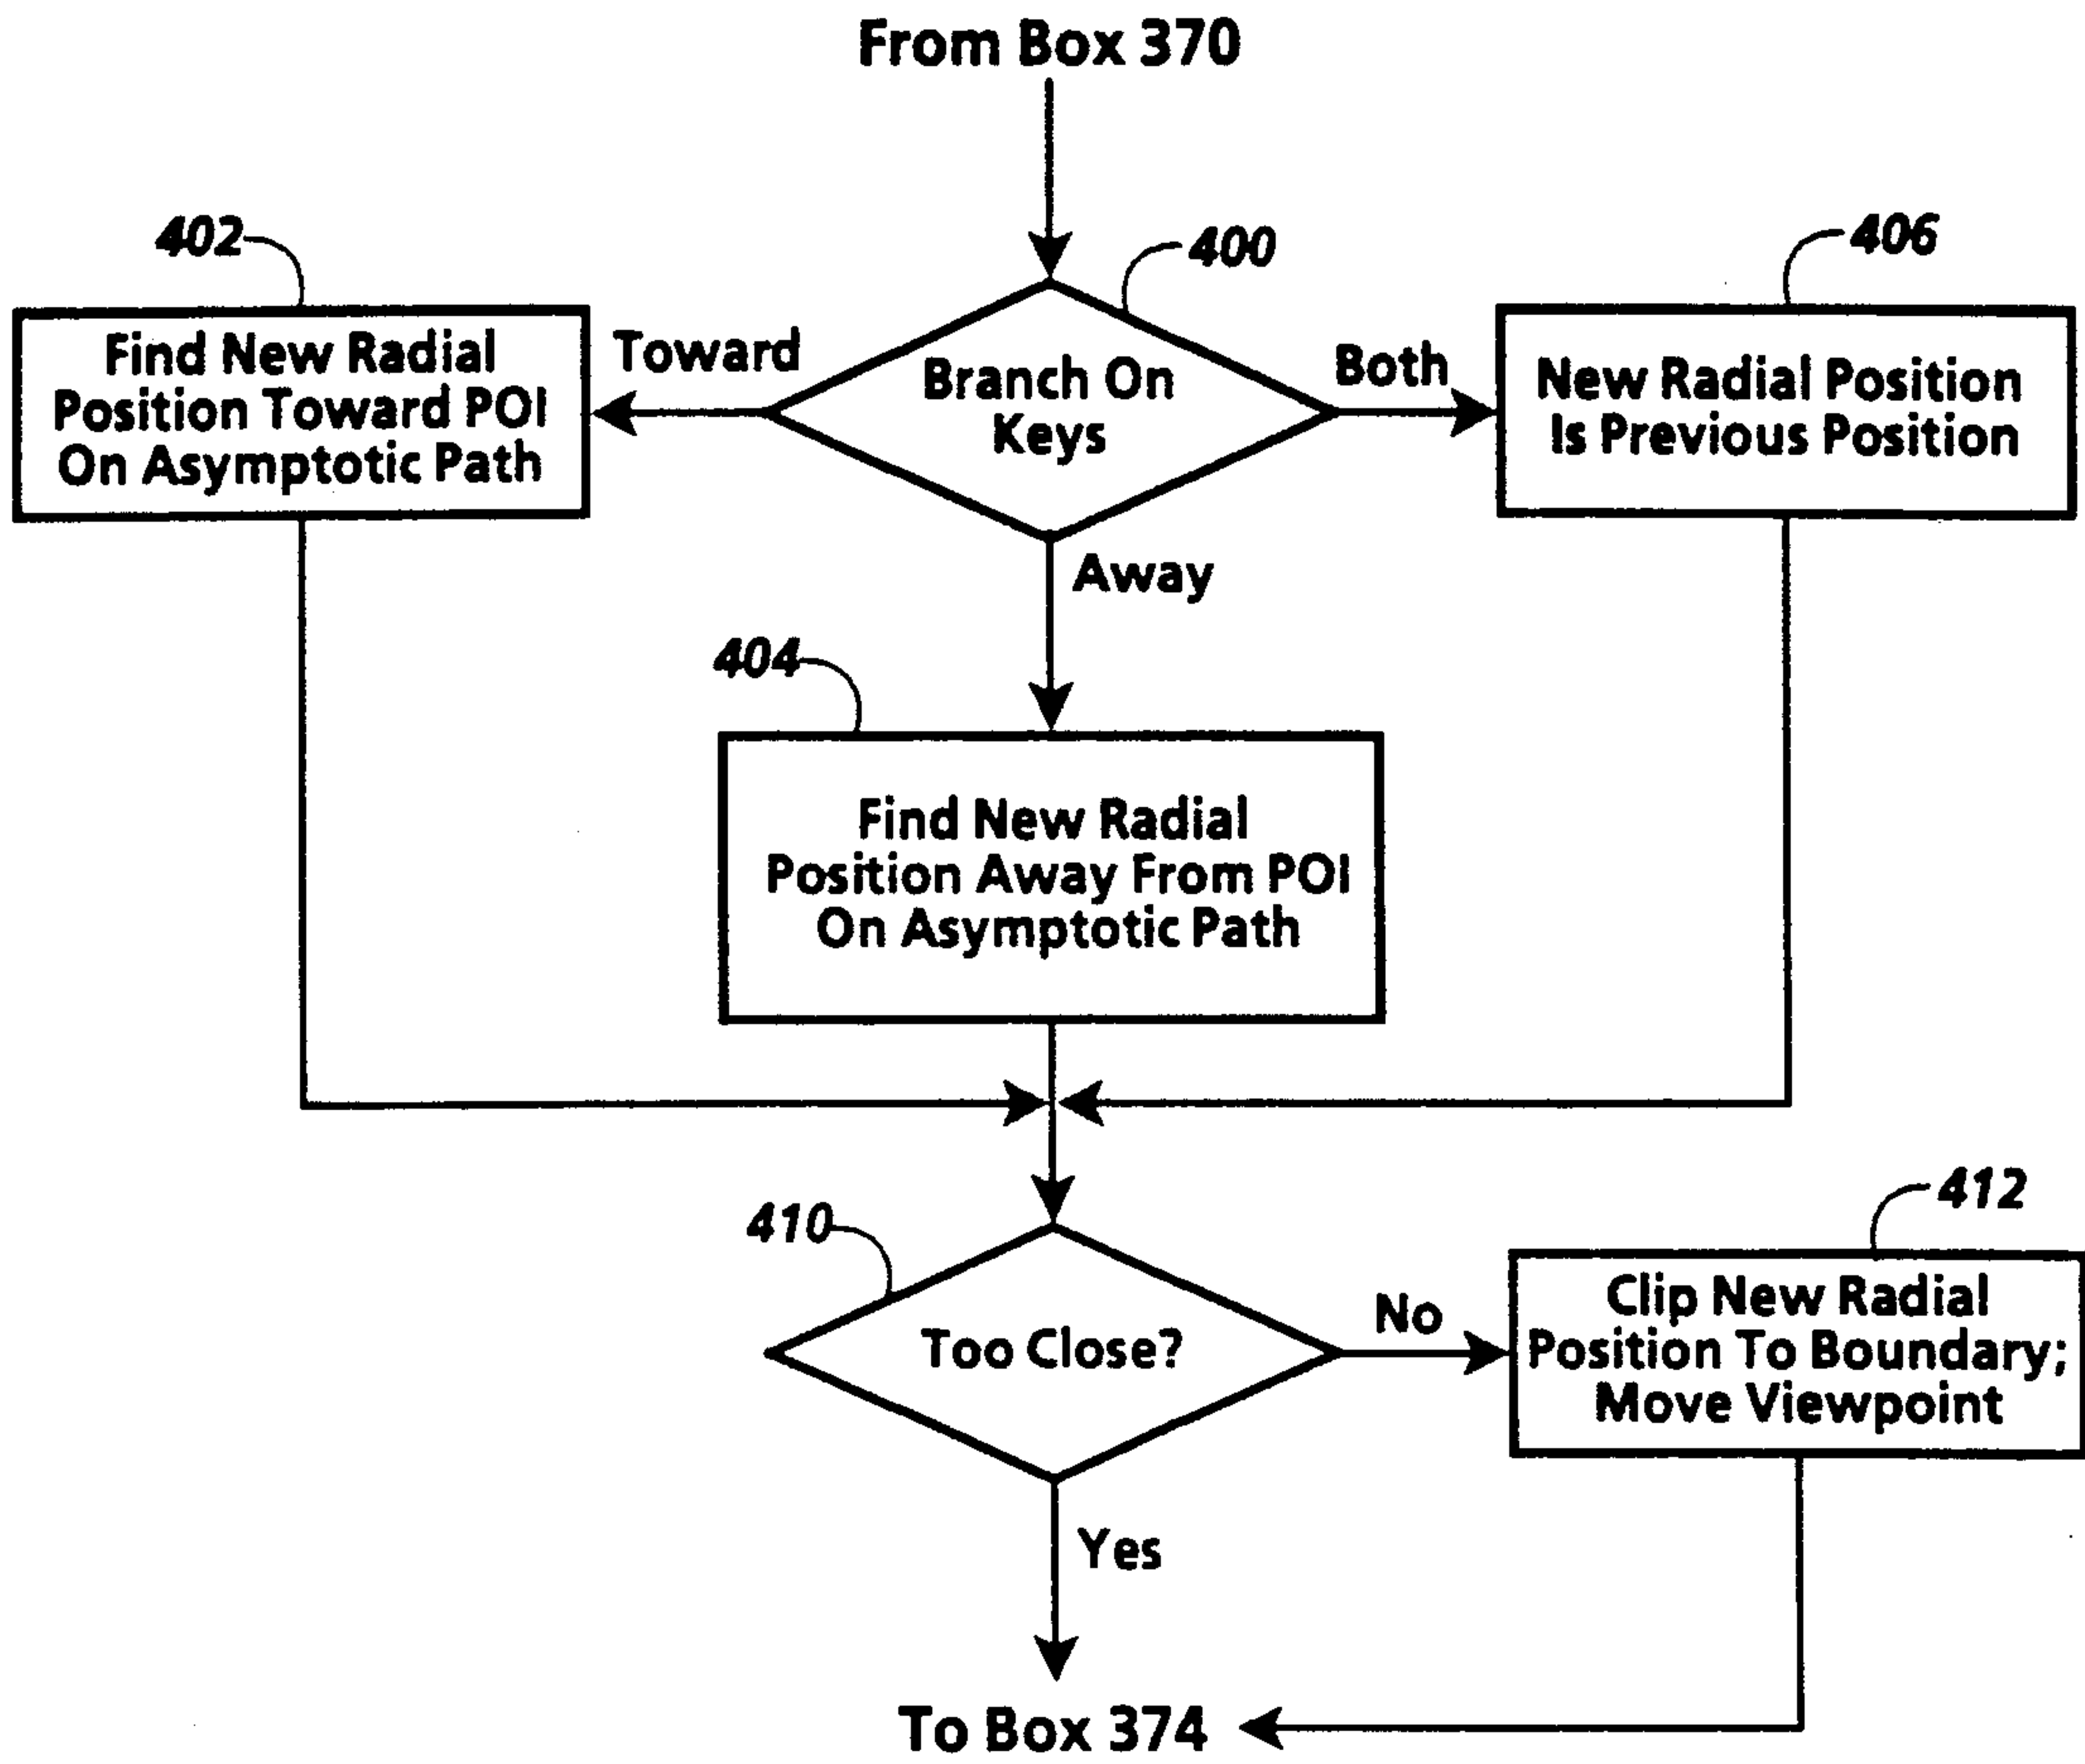 From Box 370
402
400
406
Find New Radial
Position Toward POI
On Asymptotic Path
Toward
Branch On
Keys
Both
New Radial Position
Is Previous Position
Away
404
Find New Radial
Position Away From POI
On Asymptotic Path
410
412
Too Close?
No
Clip New Radial
Position To Boundary;
Move Viewpoint
Yes
To Box 374